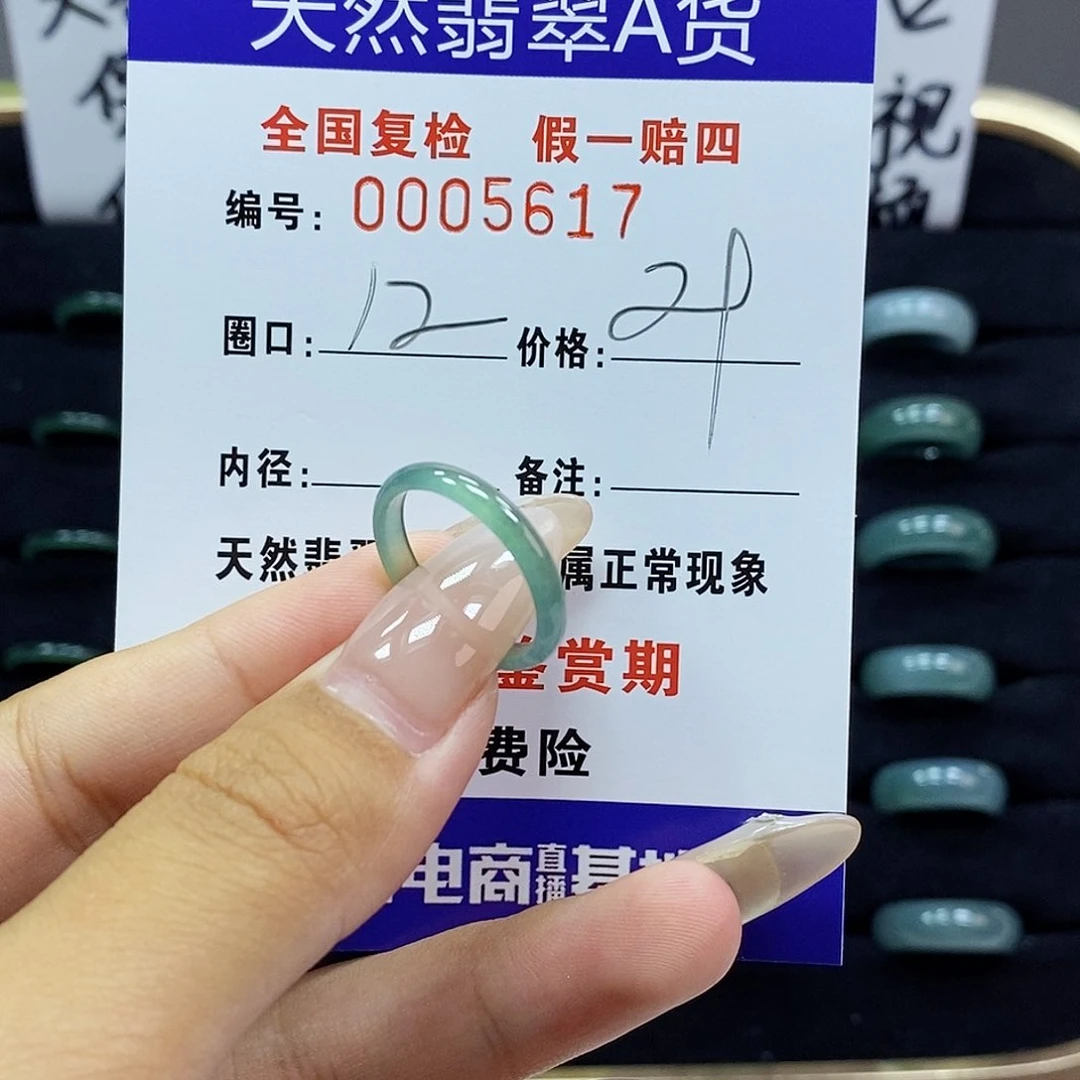 天然翡翠A货
全国复检 假一赔四
编号: 0005617
圈口: 12 价格:
内径: 备注:
天然翡 属正常现象
鉴赏期
费险
电商直播基
视